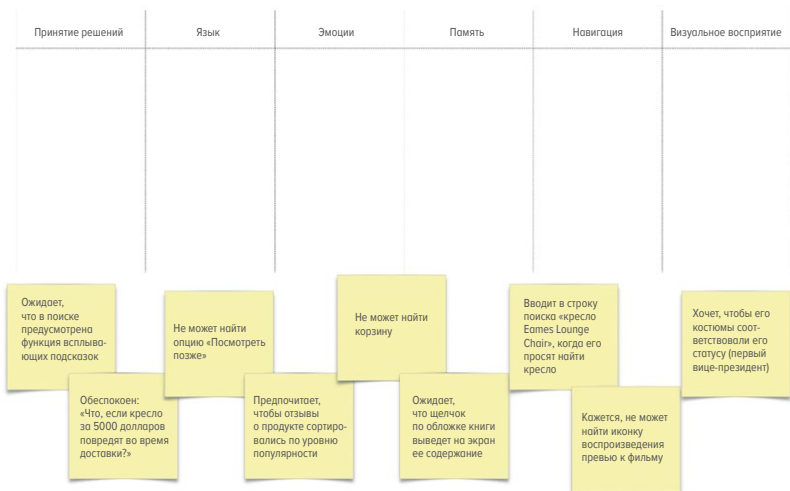 Принятие решений
Язык
Эмоции
Память
Навигация
Визуальное восприятие
Ожидает,
что в поиске
предусмотрена
функция всплы-
вающих подсказок
Обеспокоен:
«Что, если кресло
за 5000 долларов
повредят во время
доставки?»
Не может найти
опцию «Посмотреть
позже»
Предпочитает,
чтобы отзывы
о продукте сортиро-
вались по уровню
популярности
Не может найти
корзину
Ожидает,
что щелчок
по обложке книги
выведет на экран
ее содержание
Вводит в строку
поиска «кресло
Eames Lounge
Chair», когда его
просят найти
кресло
Кажется, не может
найти иконку
воспроизведения
превью к фильму
Хочет, чтобы его
костюмы соот-
ветствовали его
статусу (первый
вице-президент)